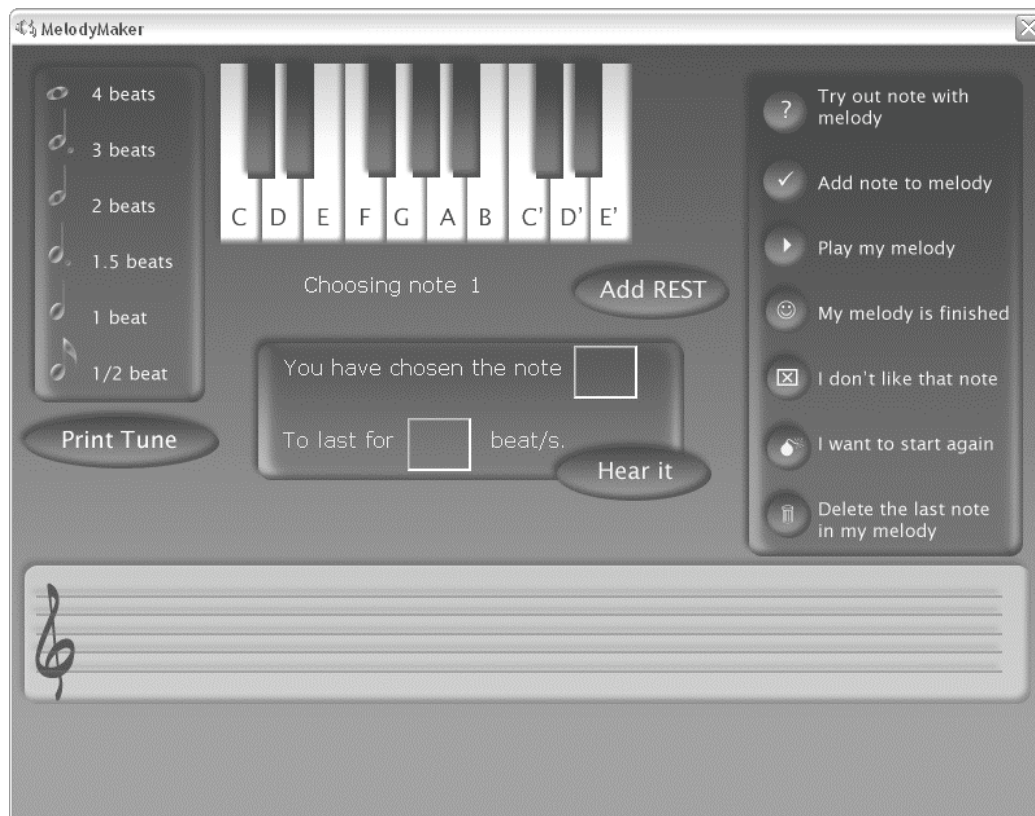 MelodyMaker
4 beats
3 beats
2 beats
1.5 beats
1 beat
1/2 beat
Print Tune
C D E F G A B C' D' E'
Choosing note 1
Add REST
You have chosen the note
To last for beat/s.
Hear it
?
Try out note with
melody
Add note to melody
Play my melody
My melody is finished
I don't like that note
I want to start again
Delete the last note
in my melody